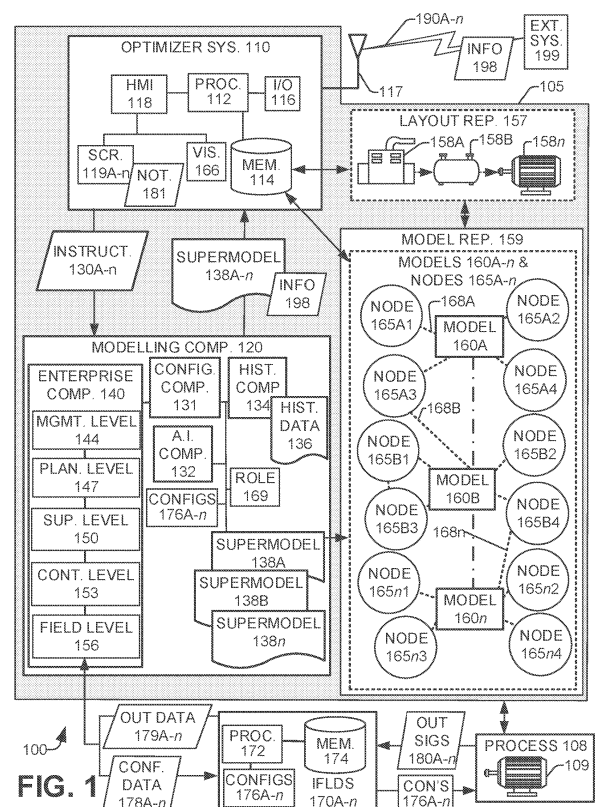 OPTIMIZER SYS. 110
190A-n
INFO
198
EXT.
SYS.
199
HMI
118
PROC.
112
I/O
116
117
105
LAYOUT REP. 157
158A
158B
158n
SCR.
119A-n
NOT.
181
VIS.
166
MEM.
114
INSTRUCT.
130A-n
SUPERMODEL
138A-n
INFO
198
MODEL REP. 159
MODELS 160A-n &
NODES 165A-n
NODE
165A1
168A
NODE
165A2
MODEL
160A
NODE
165A3
NODE
165A4
168B
NODE
165B1
NODE
165B2
MODEL
160B
NODE
165B3
168n
NODE
165B4
NODE
165n1
NODE
165n2
MODEL
160n
NODE
165n3
NODE
165n4
MODELLING COMP. 120
ENTERPRISE
COMP. 140
MGMT. LEVEL
144
PLAN. LEVEL
147
SUP. LEVEL
150
CONT. LEVEL
153
FIELD LEVEL
156
CONFIG.
COMP.
131
HIST.
COMP
134
HIST.
DATA
136
A.I.
COMP.
132
ROLE
169
CONFIGS
176A-n
SUPERMODEL
138A
SUPERMODEL
138B
SUPERMODEL
138n
100
OUT DATA
179A-n
CONF.
DATA
178A-n
PROC.
172
MEM.
174
CONFIGS
176A-n
IFLDS
170A-n
OUT
SIGS
180A-n
CON'S
176A-n
PROCESS 108
109
FIG. 1